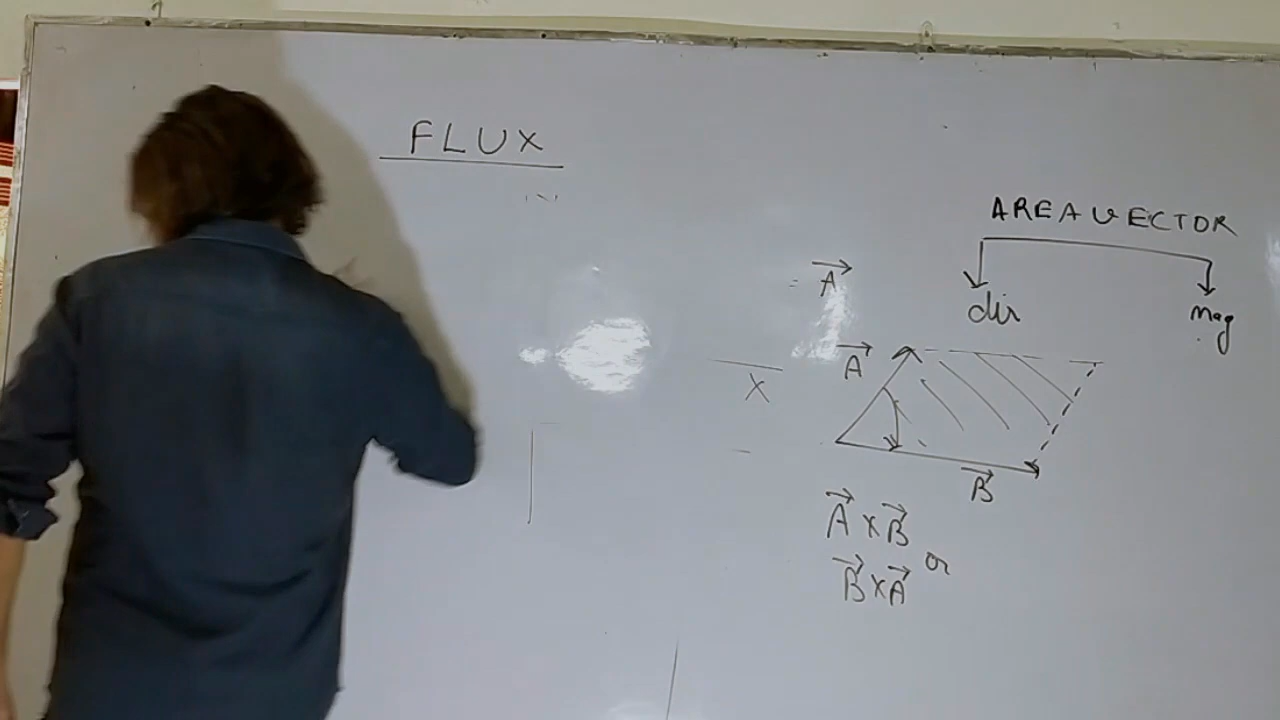 FLUX
AREA VECTOR
= A⃗
dir
mag
A⃗
X
B⃗
A⃗ x B⃗
or
B⃗ x A⃗